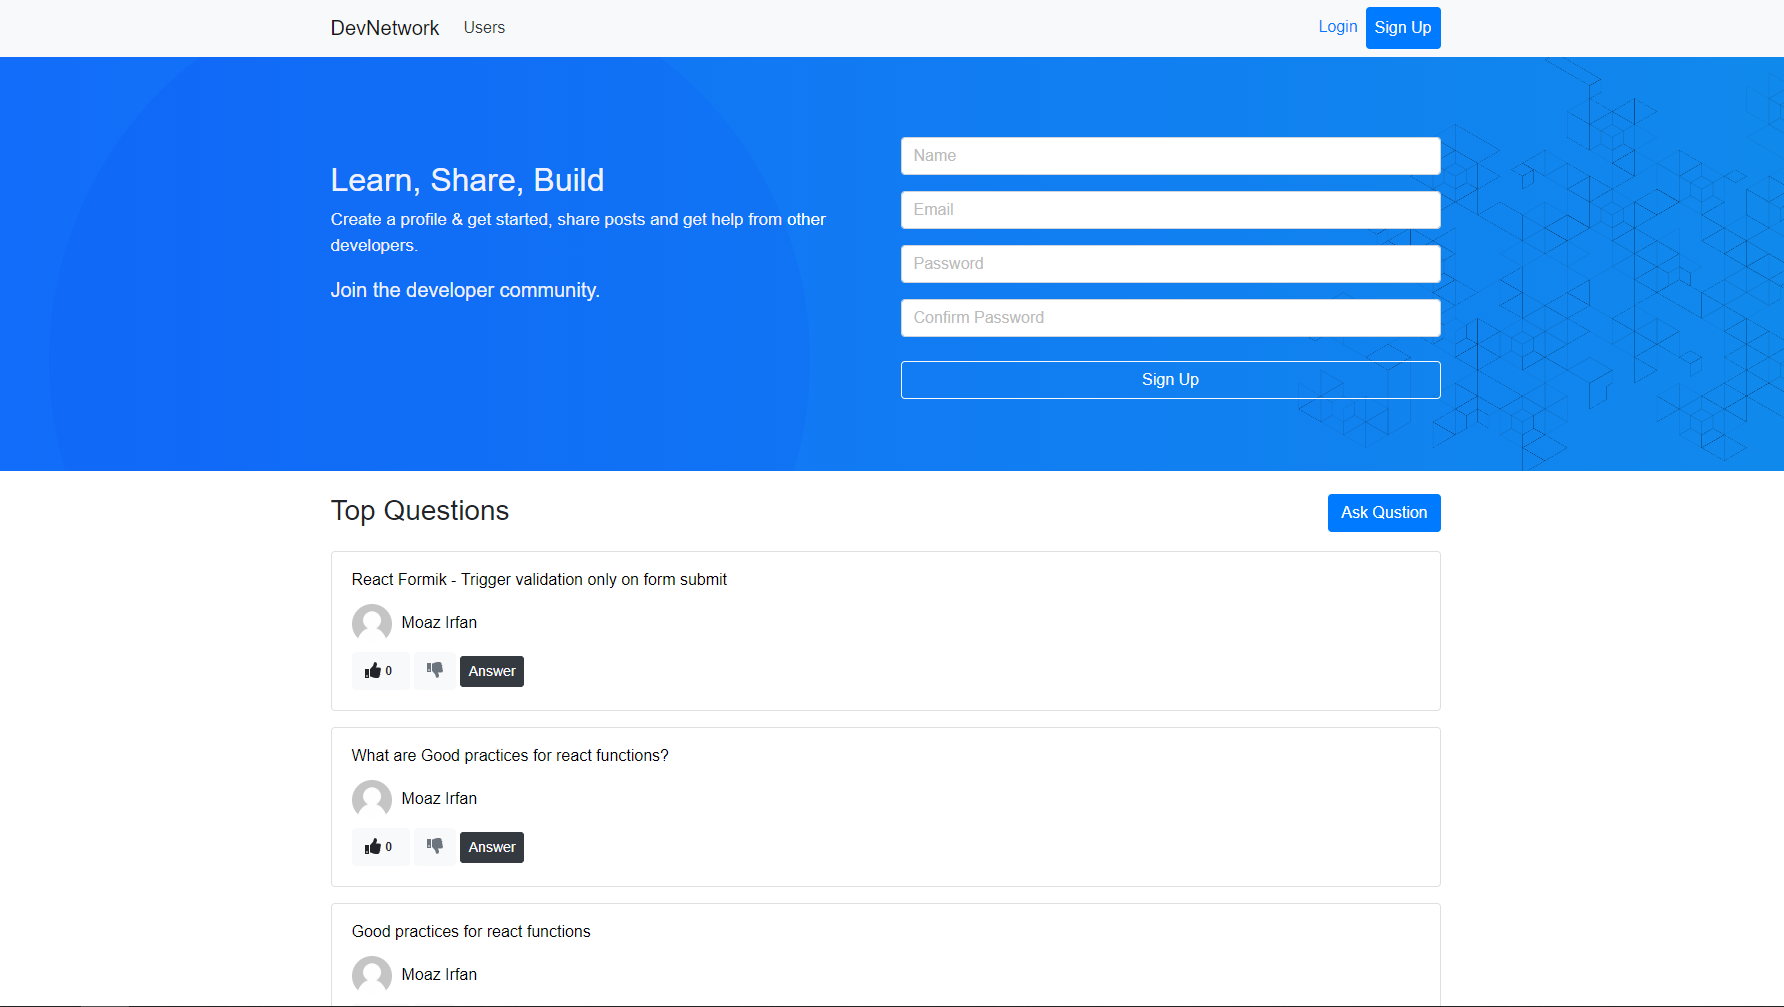 DevNetwork Users Login Sign Up
Learn, Share, Build
Create a profile & get started, share posts and get help from other
developers.
Join the developer community.
Name
Email
Password
Confirm Password
Sign Up
Top Questions Ask Qustion
React Formik - Trigger validation only on form submit
Moaz Irfan
0 Answer
What are Good practices for react functions?
Moaz Irfan
0 Answer
Good practices for react functions
Moaz Irfan